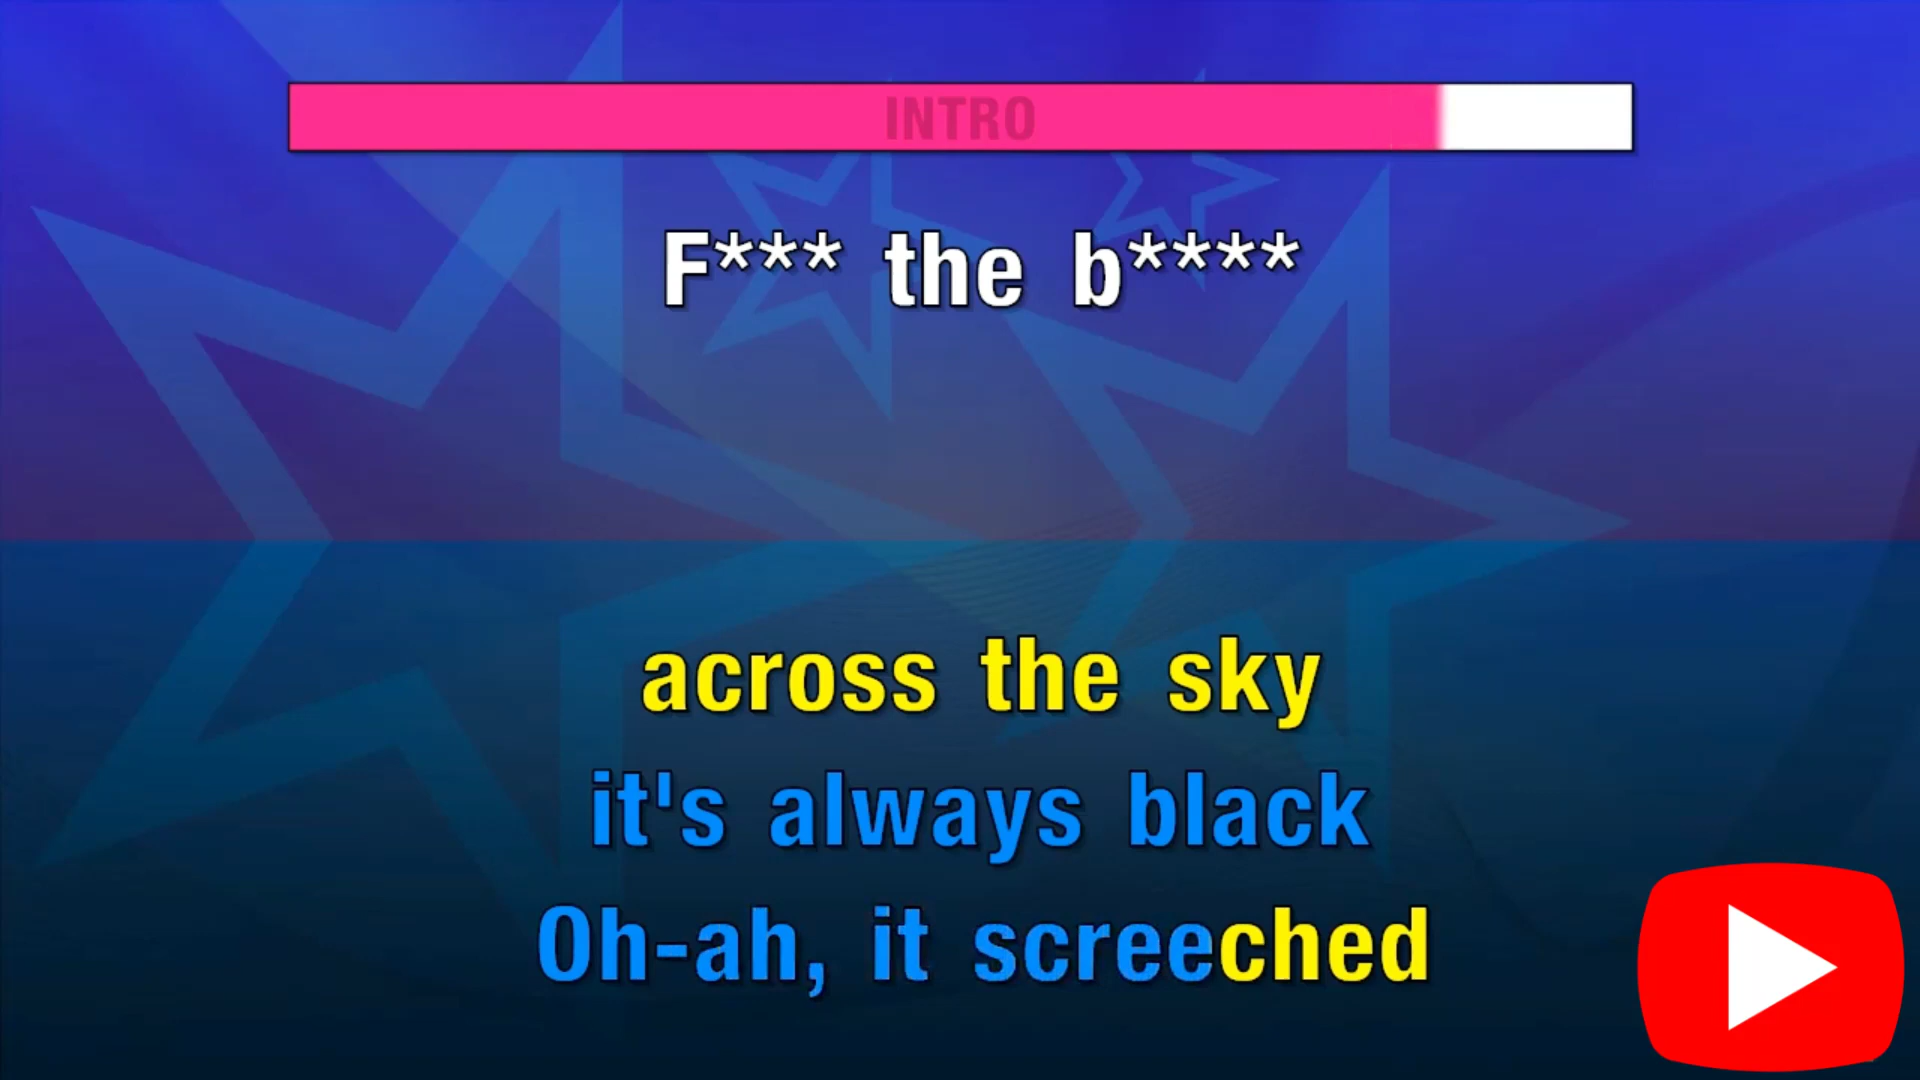 INTRO
F*** the b****
across the sky
it's always black
Oh-ah, it screeched